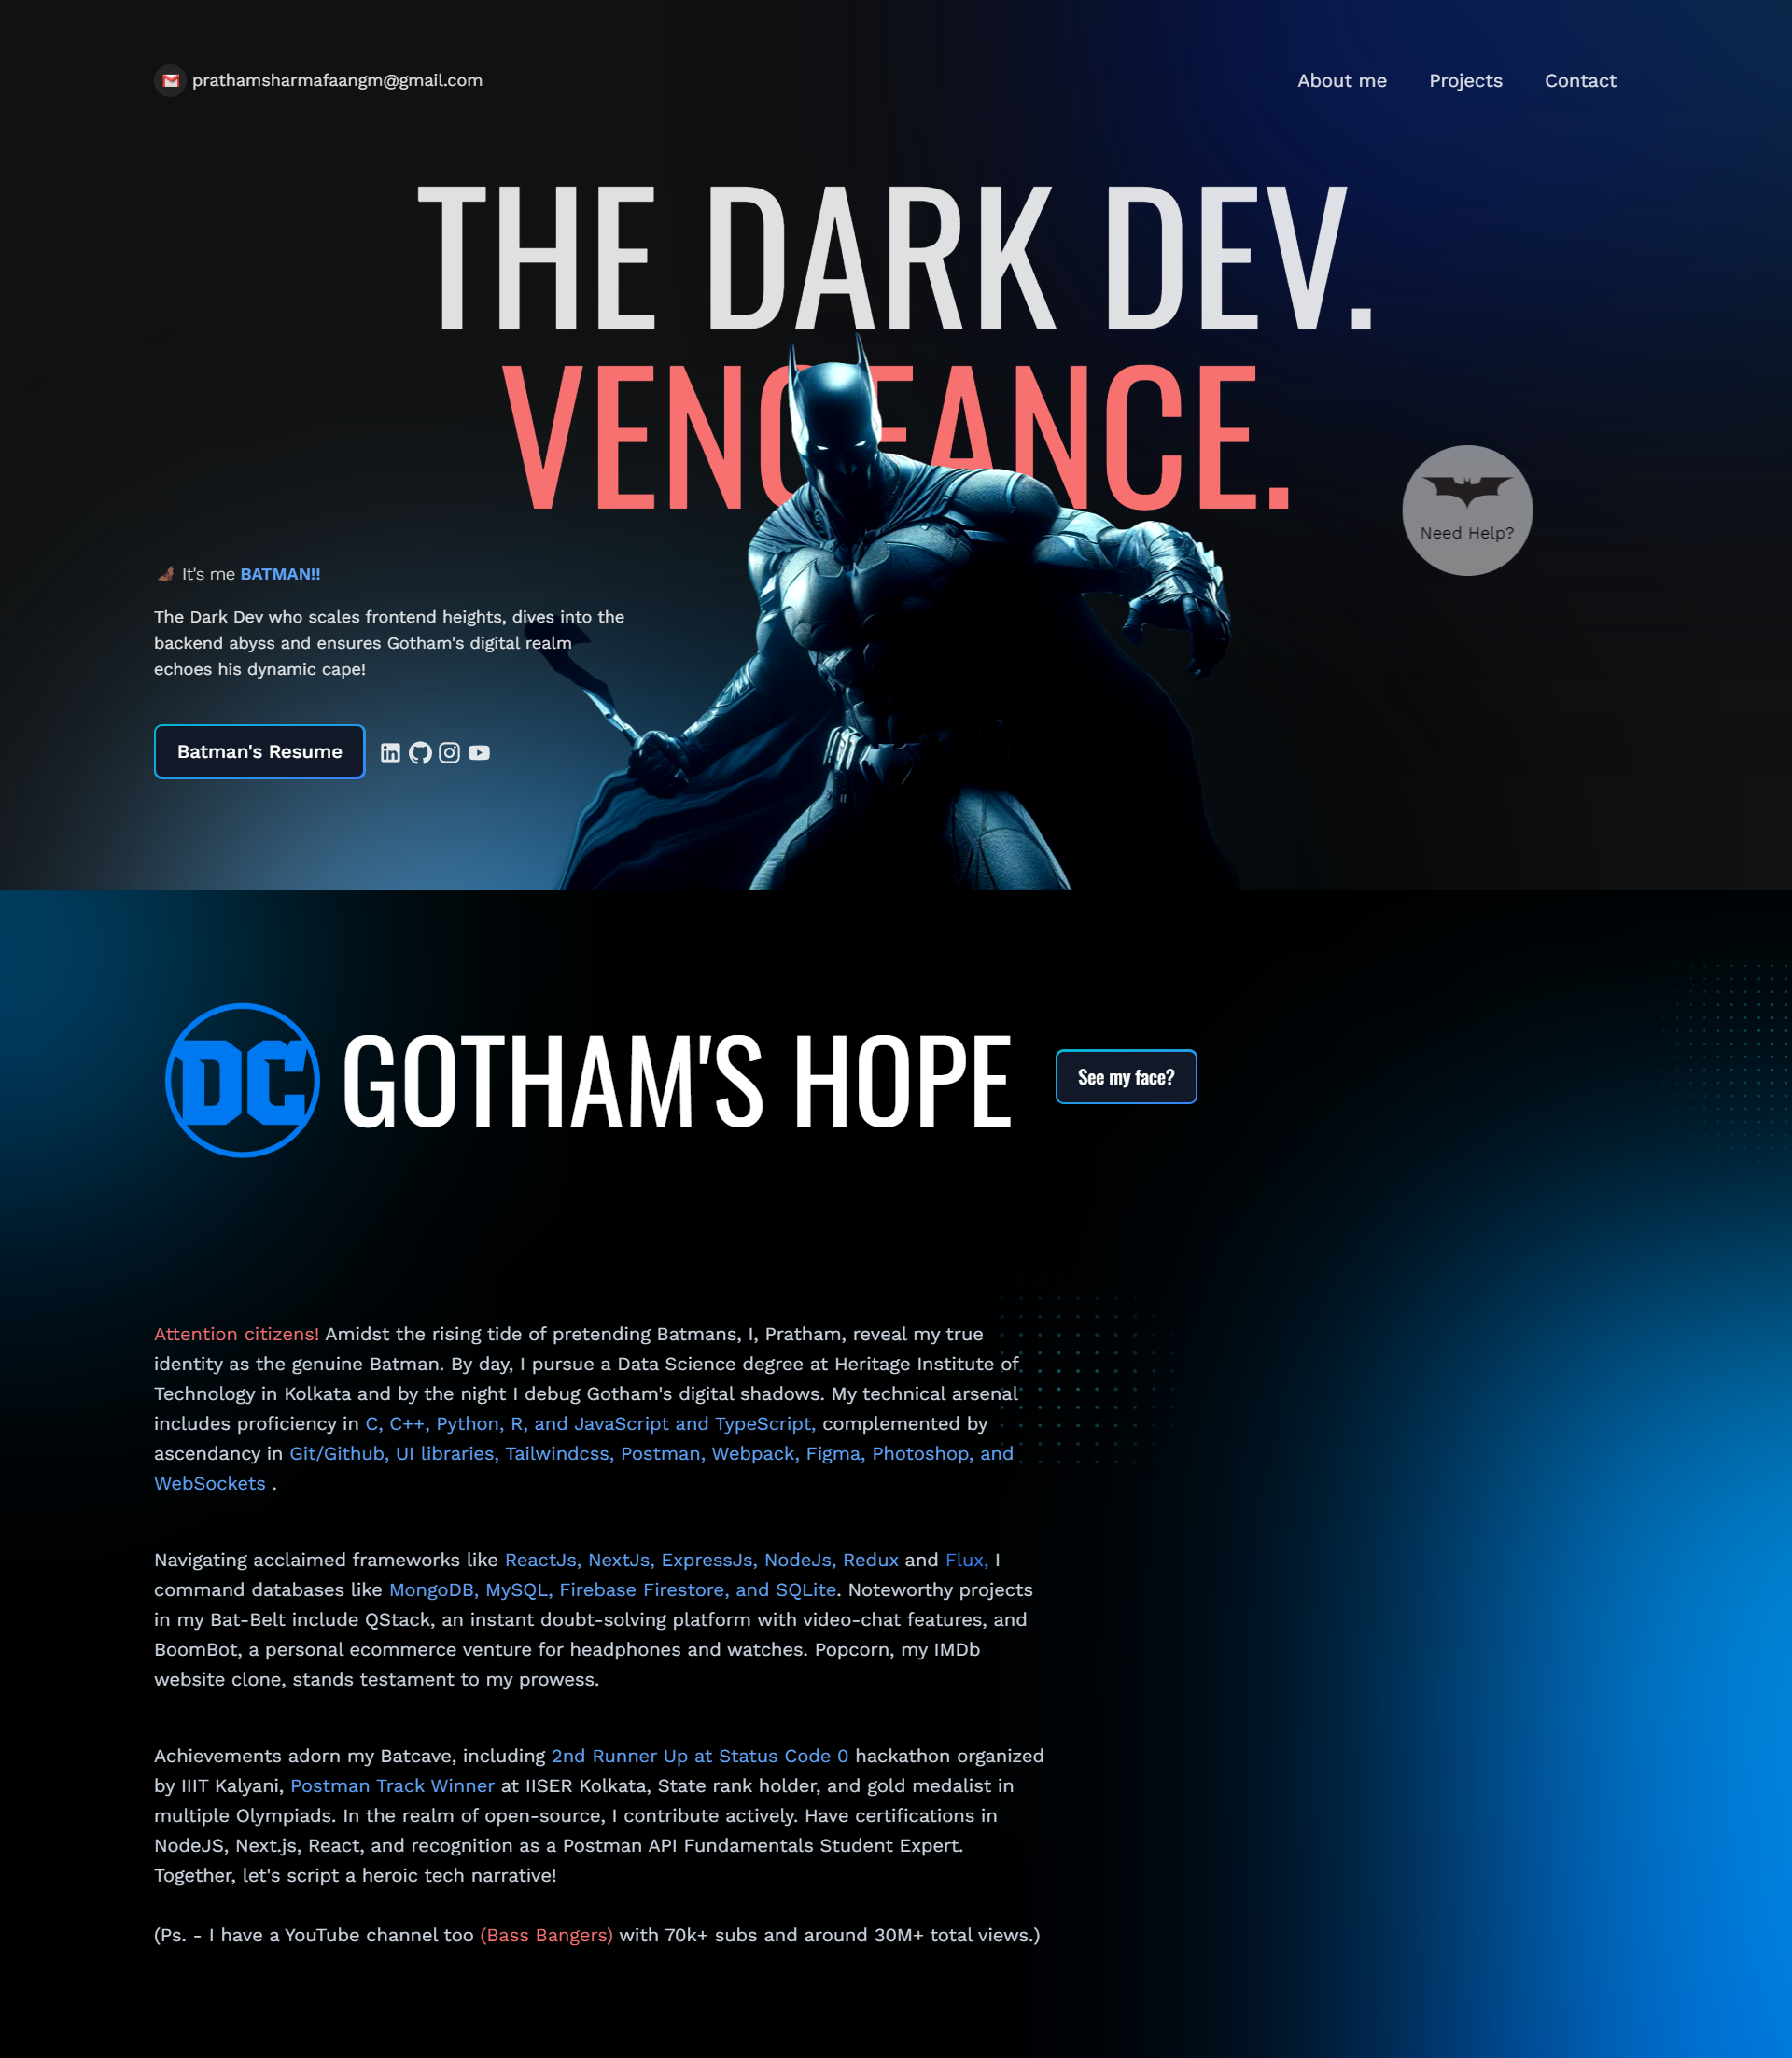 prathamsharmafaangm@gmail.com
About me
Projects
Contact
THE DARK DEV.
VENGEANCE.
Need Help?
It's me BATMAN!!
The Dark Dev who scales frontend heights, dives into the
backend abyss and ensures Gotham's digital realm
echoes his dynamic cape!
Batman's Resume
in
DC
GOTHAM'S HOPE
See my face?
Attention citizens! Amidst the rising tide of pretending Batmans, I, Pratham, reveal my true
identity as the genuine Batman. By day, I pursue a Data Science degree at Heritage Institute of
Technology in Kolkata and by the night I debug Gotham's digital shadows. My technical arsenal
includes proficiency in C, C++, Python, R, and JavaScript and TypeScript, complemented by
ascendancy in Git/Github, UI libraries, Tailwindcss, Postman, Webpack, Figma, Photoshop, and
WebSockets .
Navigating acclaimed frameworks like ReactJs, NextJs, ExpressJs, NodeJs, Redux and Flux, I
command databases like MongoDB, MySQL, Firebase Firestore, and SQLite. Noteworthy projects
in my Bat-Belt include QStack, an instant doubt-solving platform with video-chat features, and
BoomBot, a personal ecommerce venture for headphones and watches. Popcorn, my IMDb
website clone, stands testament to my prowess.
Achievements adorn my Batcave, including 2nd Runner Up at Status Code 0 hackathon organized
by IIIT Kalyani, Postman Track Winner at IISER Kolkata, State rank holder, and gold medalist in
multiple Olympiads. In the realm of open-source, I contribute actively. Have certifications in
NodeJS, Next.js, React, and recognition as a Postman API Fundamentals Student Expert.
Together, let's script a heroic tech narrative!
(Ps. - I have a YouTube channel too (Bass Bangers) with 70k+ subs and around 30M+ total views.)